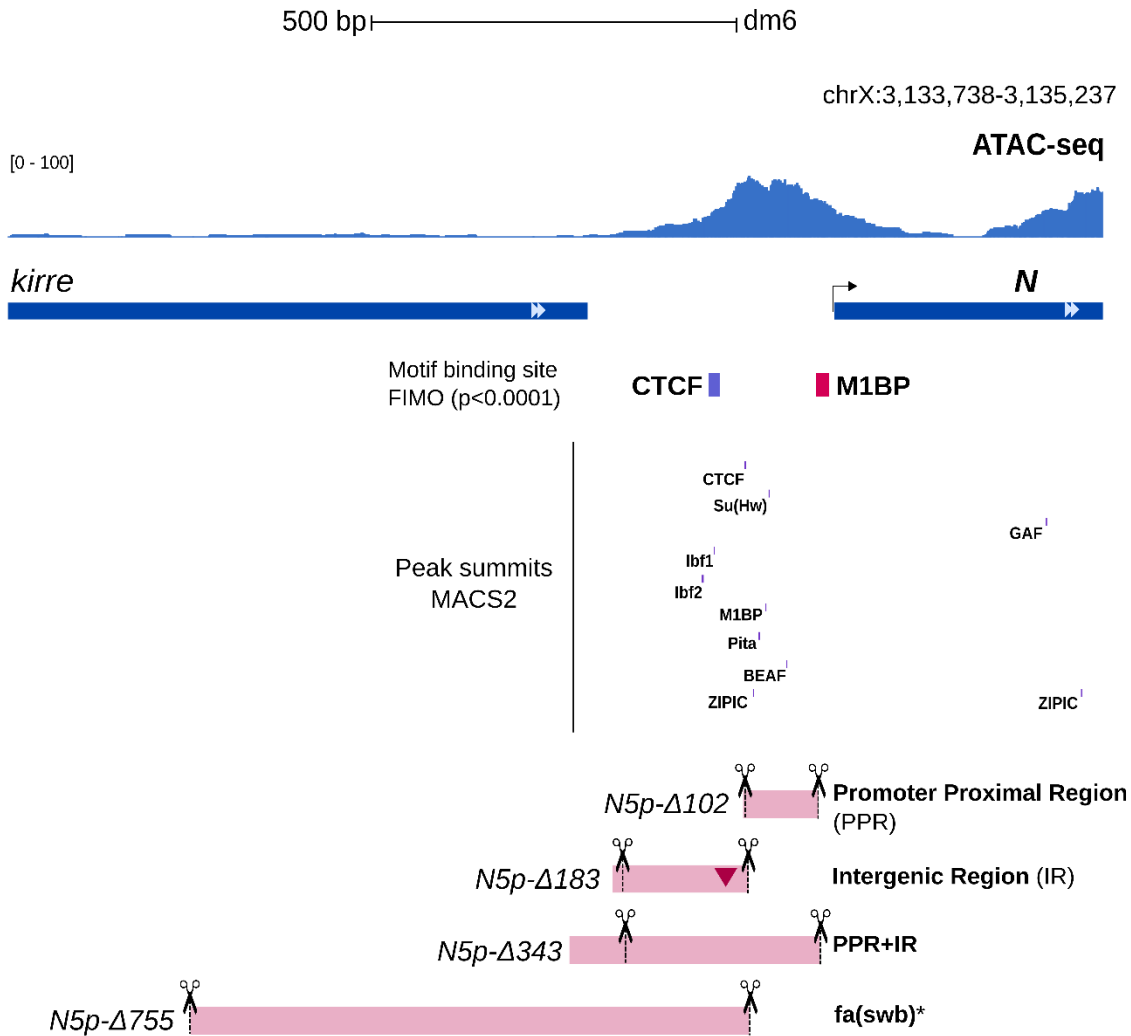 500 bp
dm6
chrX:3,133,738-3,135,237
ATAC-seq
[0 - 100]
kirre
N
Motif binding site
FIMO (p<0.0001)
CTCF
M1BP
CTCF
Su(Hw)
GAF
Ibf1
Ibf2
Peak summits
MACS2
M1BP
Pita
BEAF
ZIPIC
ZIPIC
N5p-Δ102
Promoter Proximal Region
(PPR)
N5p-Δ183
Intergenic Region (IR)
N5p-Δ343
PPR+IR
N5p-Δ755
fa(swb)*